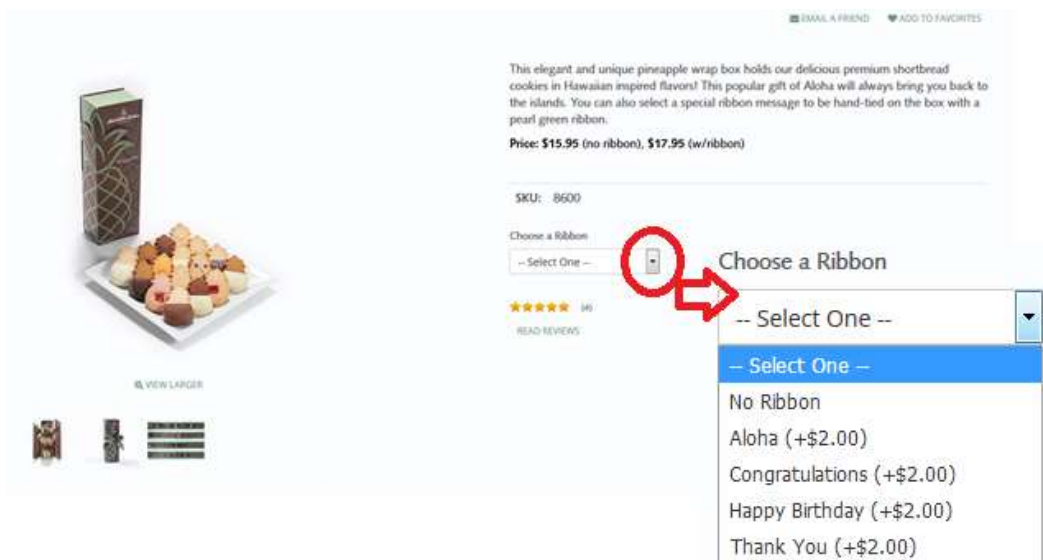 EMAIL A FRIEND ADD TO FAVORITES
This elegant and unique pineapple wrap box holds our delicious premium shortbread
cookies in Hawaiian inspired flavors! This popular gift of Aloha will always bring you back to
the islands. You can also select a special ribbon message to be hand-tied on the box with a
pearl green ribbon.
Price: $15.95 (no ribbon), $17.95 (w/ribbon)
SKU: 8600
Choose a Ribbon
-- Select One --
(4)
READ REVIEWS
VIEW LARGER
Choose a Ribbon
-- Select One --
-- Select One --
No Ribbon
Aloha (+$2.00)
Congratulations (+$2.00)
Happy Birthday (+$2.00)
Thank You (+$2.00)